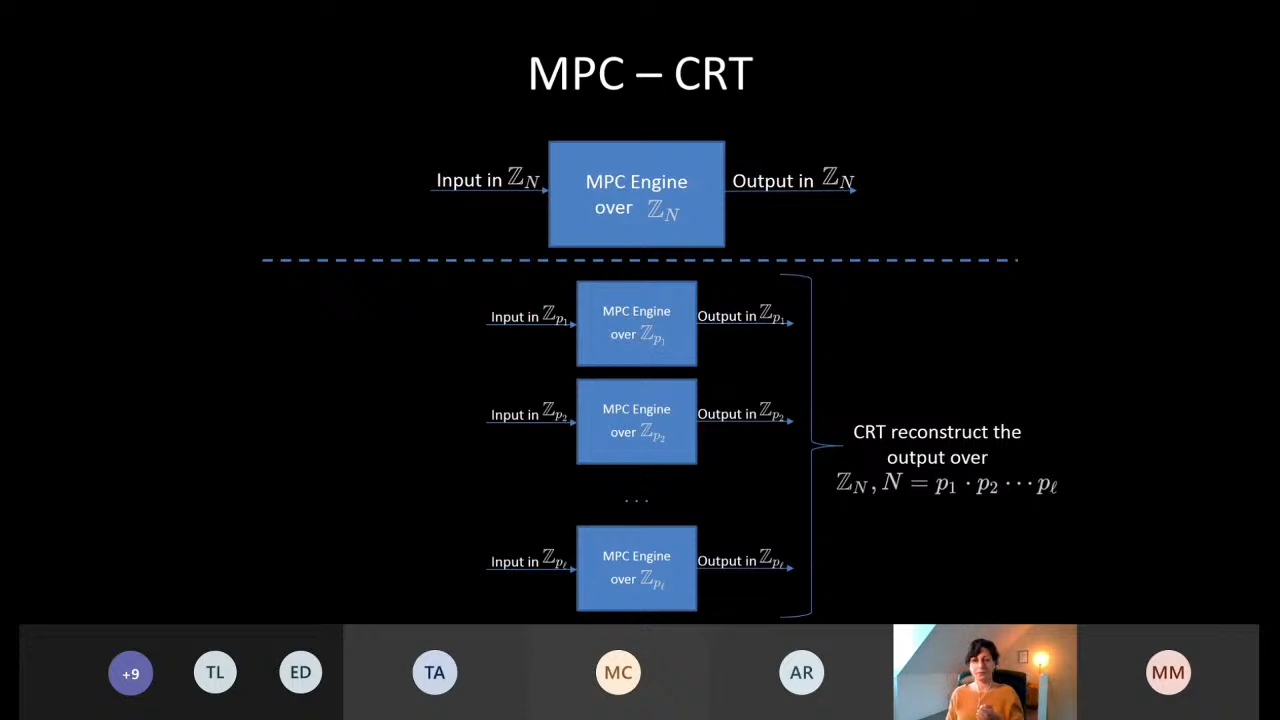 MPC – CRT
Input in ℤ_N
MPC Engine
over ℤ_N
Output in ℤ_N
Input in ℤ_{p_1}
MPC Engine
over ℤ_{p_1}
Output in ℤ_{p_1}
Input in ℤ_{p_2}
MPC Engine
over ℤ_{p_2}
Output in ℤ_{p_2}
CRT reconstruct the
output over
ℤ_N, N = p_1 · p_2 ⋯ p_ℓ
...
Input in ℤ_{p_ℓ}
MPC Engine
over ℤ_{p_ℓ}
Output in ℤ_{p_ℓ}
+9
TL
ED
TA
MC
AR
MM